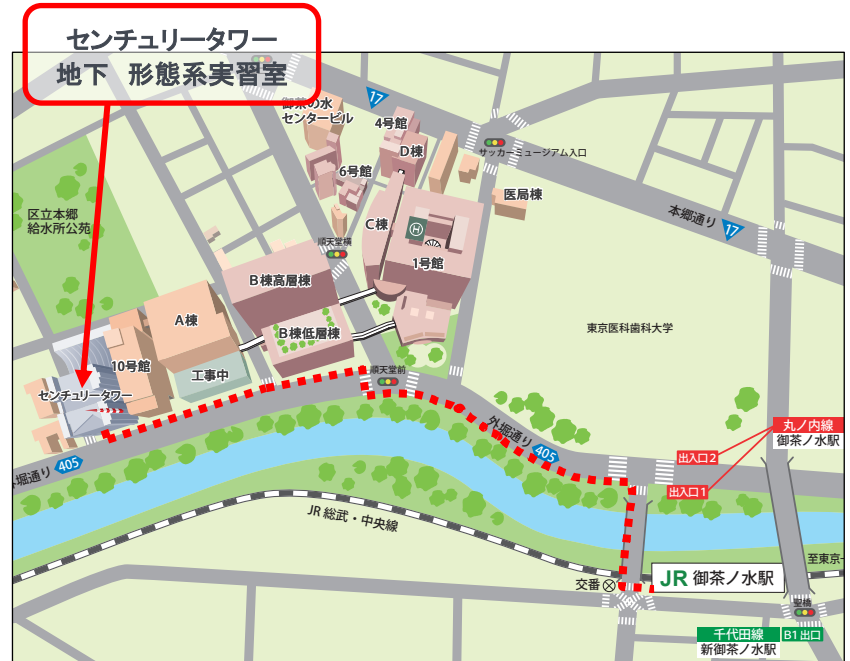 センチュリータワー
地下　形態系実習室
御茶の水
センタービル
17
4号館
D棟
サッカーミュージアム入口
6号館
医局棟
区立本郷
給水所公苑
本郷通り 17
C棟
H
順天堂横
1号館
B棟高層棟
A棟
B棟低層棟
東京医科歯科大学
10号館
工事中
順天堂前
センチュリータワー
丸ノ内線
御茶ノ水駅
外堀通り 405
出入口2
外堀通り 405
出入口1
JR 総武・中央線
至東京
JR 御茶ノ水駅
交番
聖橋
千代田線 B1出口
新御茶ノ水駅